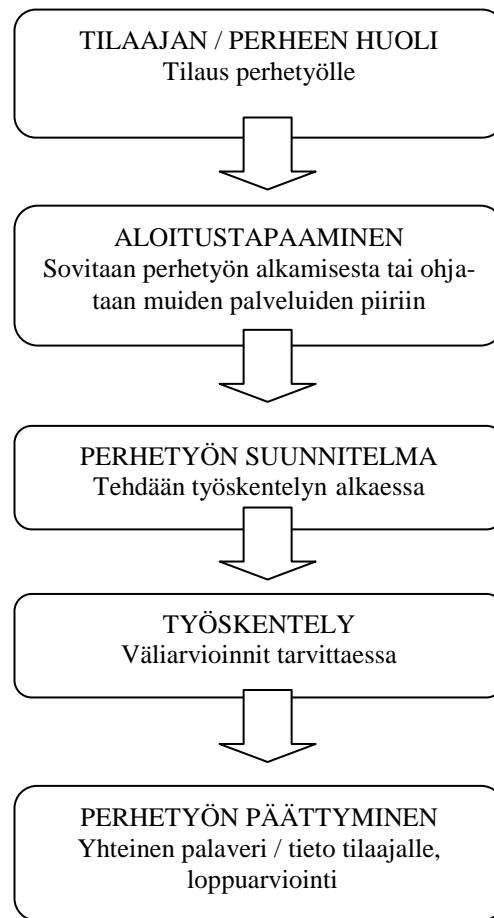 TILAAJAN / PERHEEN HUOLI
Tilaus perhetyölle
ALOITUSTAPAAMINEN
Sovitaan perhetyön alkamisesta tai ohja-
taan muiden palveluiden piiriin
PERHETYÖN SUUNNITELMA
Tehdään työskentelyn alkaessa
TYÖSKENTELY
Väliarvioinnit tarvittaessa
PERHETYÖN PÄÄTTYMINEN
Yhteinen palaveri / tieto tilaajalle,
loppuarviointi